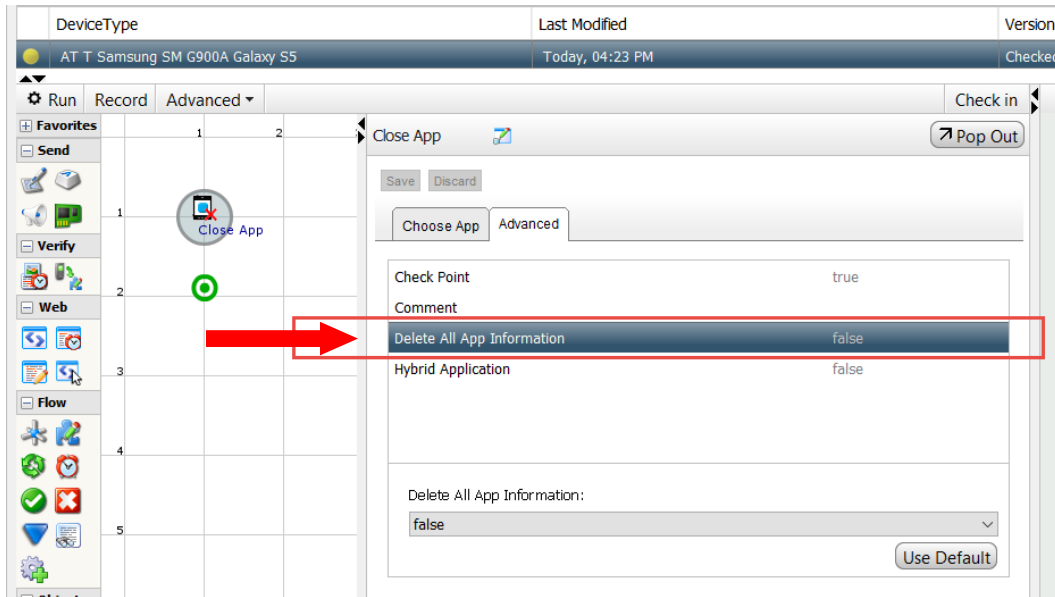 DeviceType Last Modified Version
AT T Samsung SM G900A Galaxy S5 Today, 04:23 PM Checked
Run Record Advanced Check in
Favorites
1 2
Close App Pop Out
Send
Save Discard
Choose App Advanced
1
Close App
Verify
Check Point true
2
Comment
Web
Delete All App Information false
3
Hybrid Application false
Flow
4
Delete All App Information:
false
5
Use Default